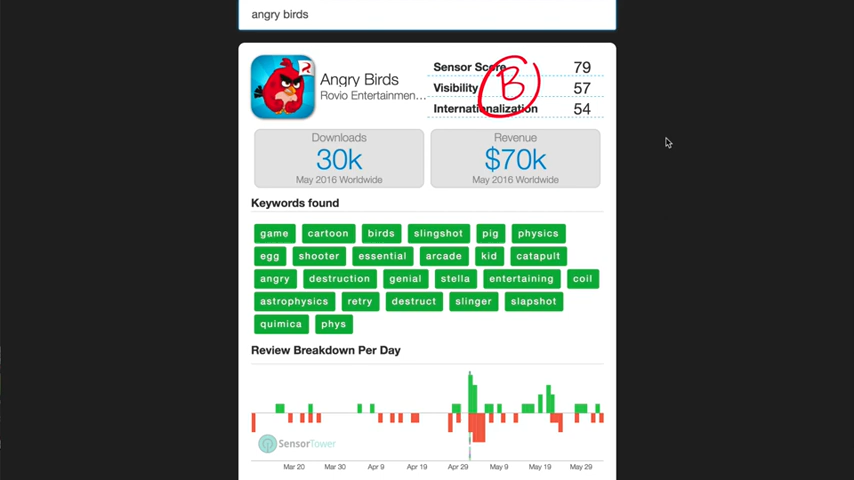 angry birds
Angry Birds
Rovio Entertainmen...
Sensor Score 79
Visibility 57
Internationalization 54
B
Downloads Revenue
30k $70k
May 2016 Worldwide May 2016 Worldwide
Keywords found
game cartoon birds slingshot pig physics
egg shooter essential arcade kid catapult
angry destruction genial stella entertaining coil
astrophysics retry destruct slinger slapshot
quimica phys
Review Breakdown Per Day
SensorTower
Mar 20 Mar 30 Apr 9 Apr 19 Apr 29 May 9 May 19 May 29